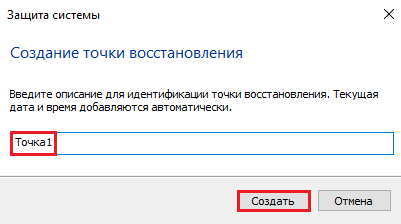 Защита системы
Создание точки восстановления
Введите описание для идентификации точки восстановления. Текущая
дата и время добавляются автоматически.
Точка1
Создать
Отмена